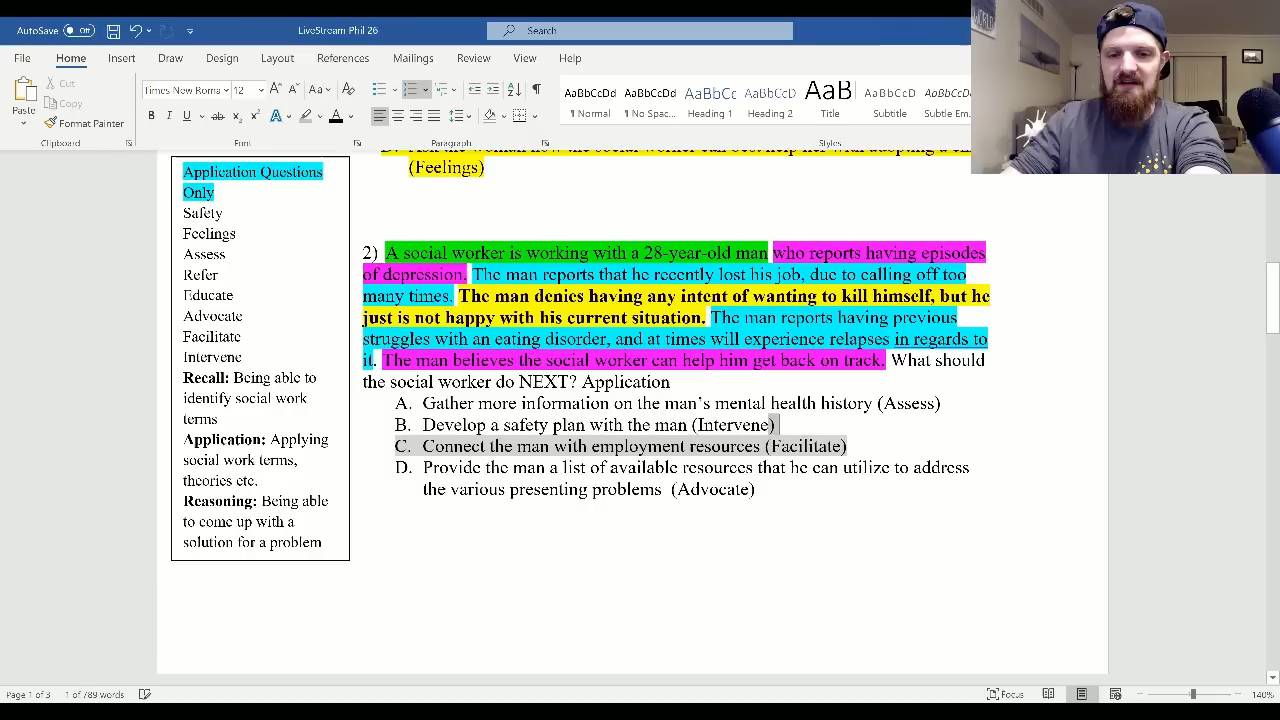 AutoSave Off LiveStream Phil 26 Search
File Home Insert Draw Design Layout References Mailings Review View Help
Paste Cut Copy Format Painter
Times New Roma 12 Aa
B I U ab
AaBbCcDd AaBbCcDd AaBbCc AaBbCc AaB AaBbCcD AaBbCcDd
¶ Normal ¶ No Spac... Heading 1 Heading 2 Title Subtitle Subtle Em...
Clipboard Font Paragraph Styles
(Feelings)
Application Questions
Only
Safety
Feelings
Assess
Refer
Educate
Advocate
Facilitate
Intervene
Recall: Being able to
identify social work
terms
Application: Applying
social work terms,
theories etc.
Reasoning: Being able
to come up with a
solution for a problem
2) A social worker is working with a 28-year-old man who reports having episodes
of depression. The man reports that he recently lost his job, due to calling off too
many times. The man denies having any intent of wanting to kill himself, but he
just is not happy with his current situation. The man reports having previous
struggles with an eating disorder, and at times will experience relapses in regards to
it. The man believes the social worker can help him get back on track. What should
the social worker do NEXT? Application
A. Gather more information on the man's mental health history (Assess)
B. Develop a safety plan with the man (Intervene)
C. Connect the man with employment resources (Facilitate)
D. Provide the man a list of available resources that he can utilize to address
the various presenting problems (Advocate)
Page 1 of 3 1 of 789 words Focus 140%